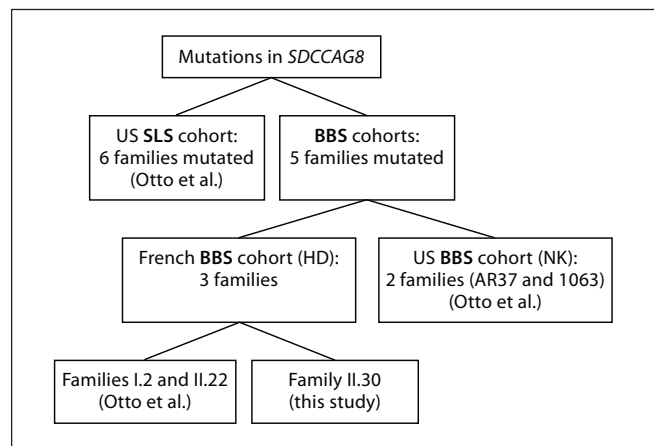 Mutations in SDCCAG8
US SLS cohort:
6 families mutated
(Otto et al.)
BBS cohorts:
5 families mutated
French BBS cohort (HD):
3 families
US BBS cohort (NK):
2 families (AR37 and 1063)
(Otto et al.)
Families I.2 and II.22
(Otto et al.)
Family II.30
(this study)